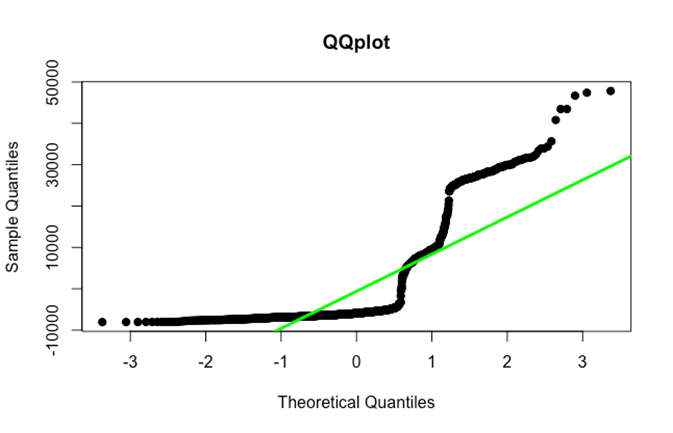 QQplot
Sample Quantiles
50000
30000
10000
-10000
-3 -2 -1 0 1 2 3
Theoretical Quantiles